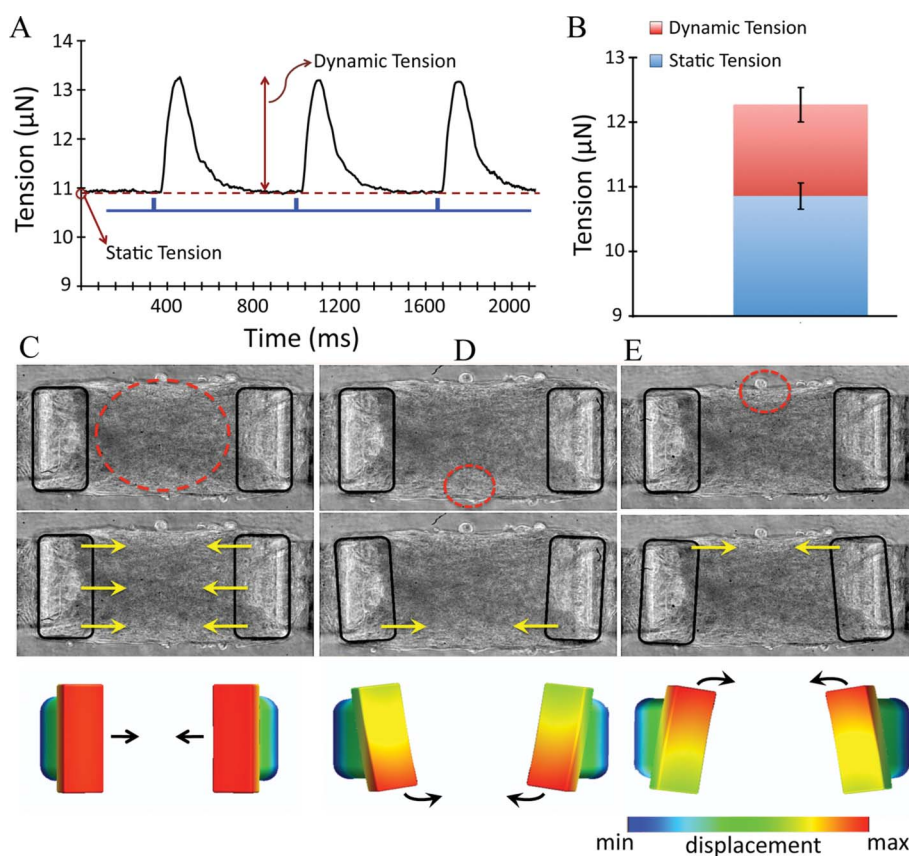 A
Tension (µN)
14
13
12
11
10
9
Dynamic Tension
Static Tension
400
800
1200
1600
2000
Time (ms)
B
Dynamic Tension
Static Tension
Tension (µN)
13
12
11
10
9
C
D
E
min
displacement
max